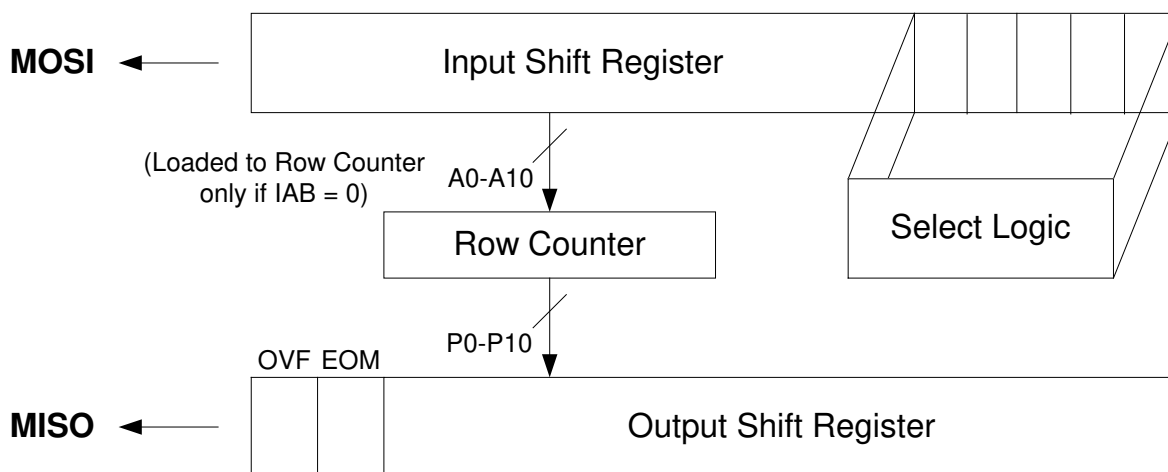 MOSI
Input Shift Register
(Loaded to Row Counter
only if IAB = 0)
A0-A10
Row Counter
Select Logic
P0-P10
OVF EOM
MISO
Output Shift Register